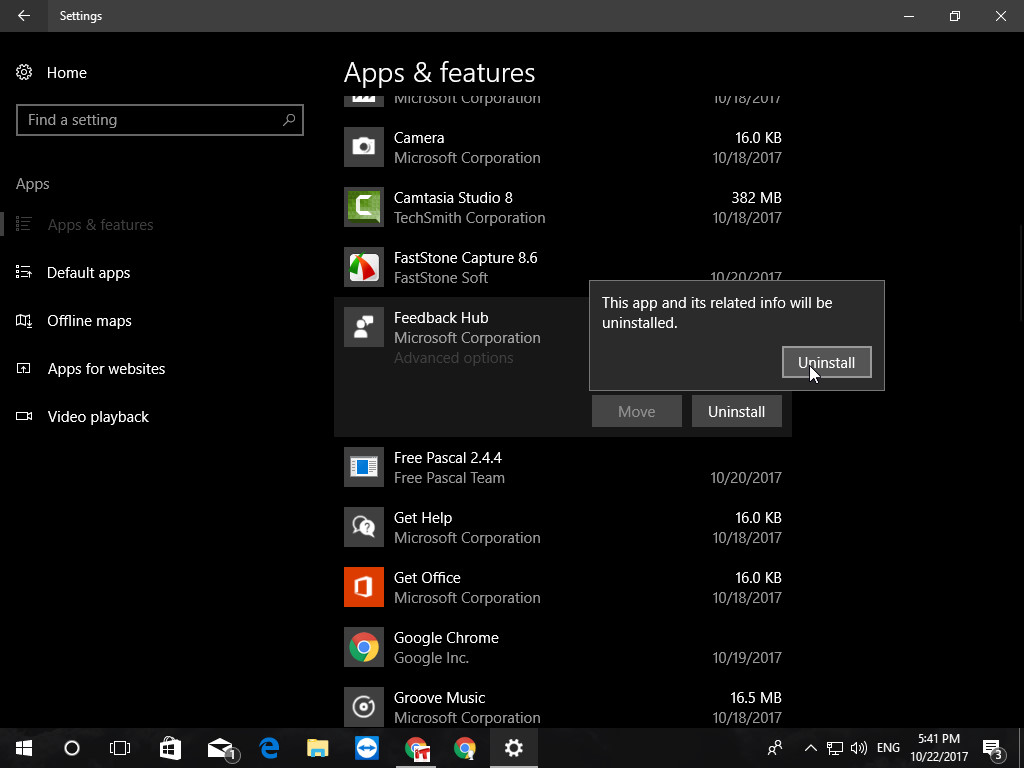 Settings
Home
Find a setting
Apps
Apps & features
Default apps
Offline maps
Apps for websites
Video playback
Apps & features
Microsoft Corporation 10/18/2017
Camera 16.0 KB
Microsoft Corporation 10/18/2017
Camtasia Studio 8 382 MB
TechSmith Corporation 10/18/2017
FastStone Capture 8.6
FastStone Soft 10/20/2017
Feedback Hub
Microsoft Corporation
Advanced options
This app and its related info will be
uninstalled.
Uninstall
Move Uninstall
Free Pascal 2.4.4
Free Pascal Team 10/20/2017
Get Help 16.0 KB
Microsoft Corporation 10/18/2017
Get Office 16.0 KB
Microsoft Corporation 10/18/2017
Google Chrome
Google Inc. 10/19/2017
Groove Music 16.5 MB
Microsoft Corporation 10/18/2017
1
ENG
5:41 PM
10/22/2017
3